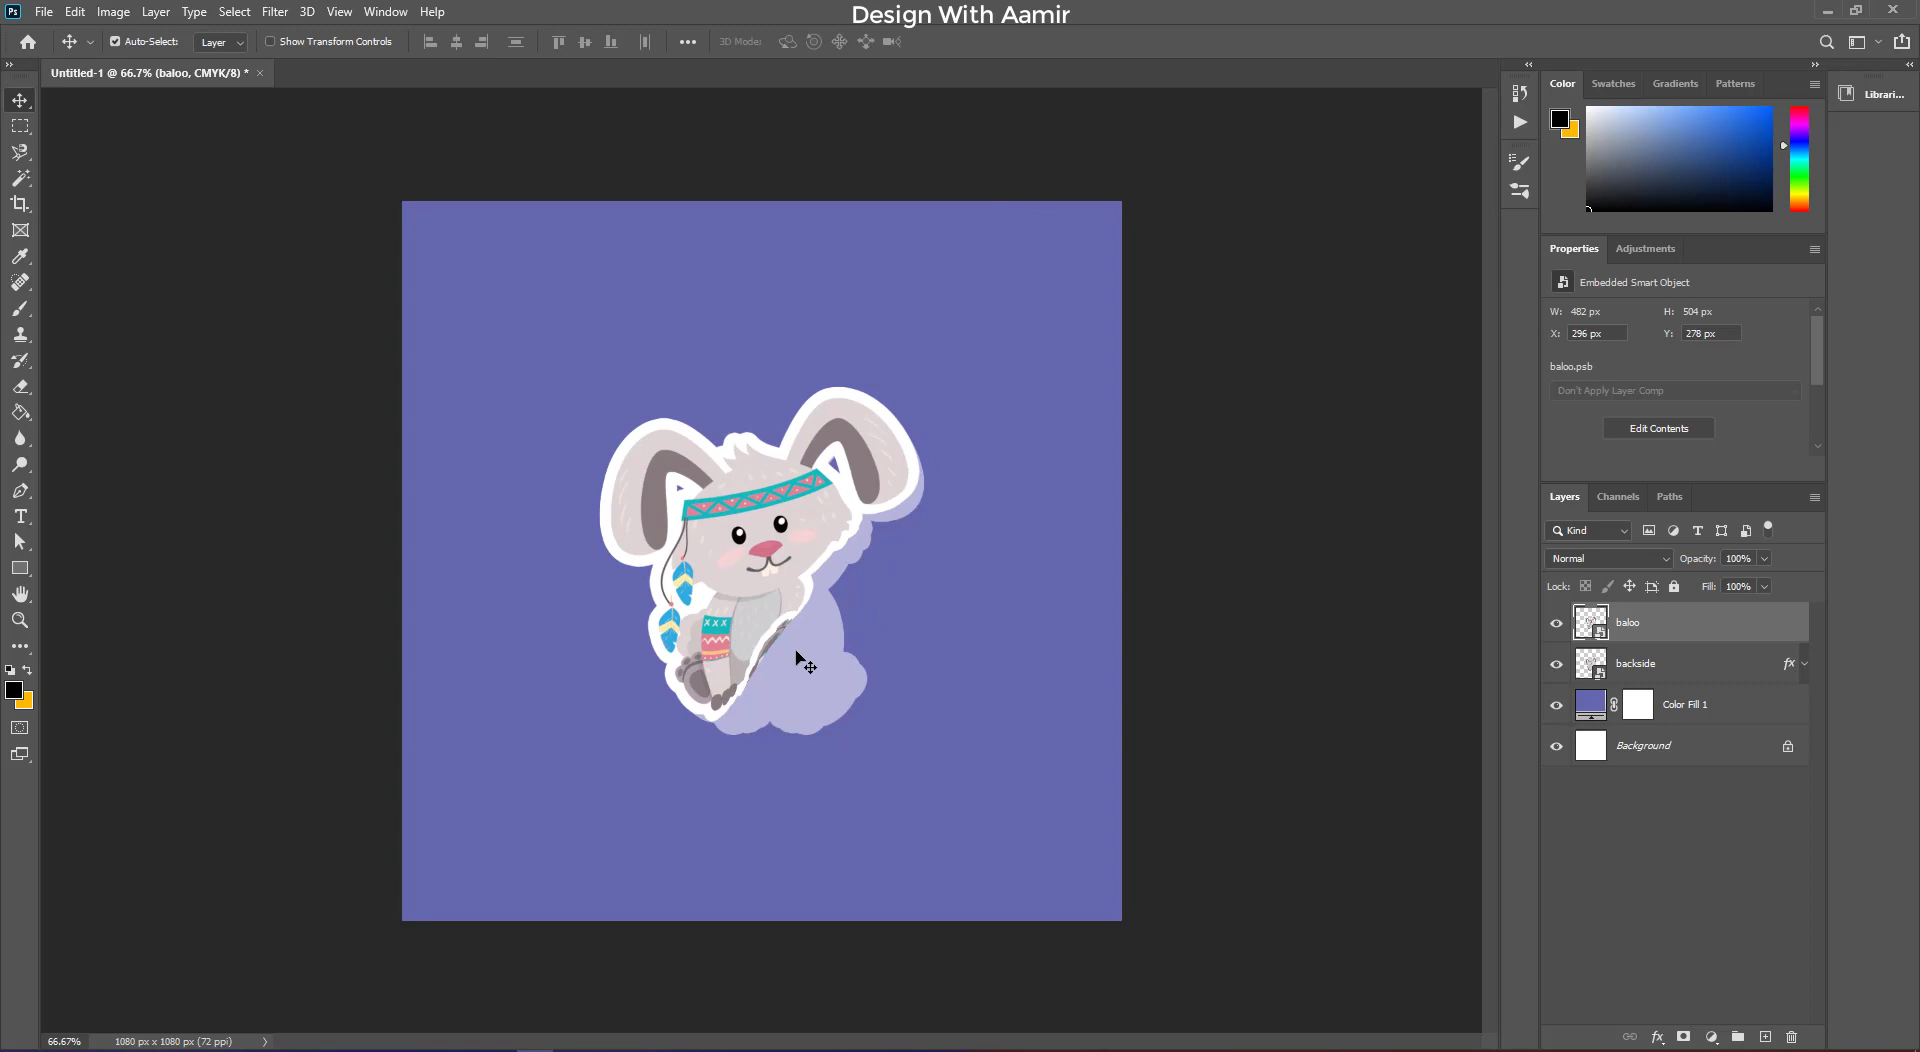 Ps File Edit Image Layer Type Select Filter 3D View Window Help
Design With Aamir
Auto-Select: Layer Show Transform Controls 3D Mode:
Untitled-1 @ 66.7% (baloo, CMYK/8) *
Color Swatches Gradients Patterns
Librari...
Properties Adjustments
Embedded Smart Object
W: 482 px H: 504 px
X: 296 px Y: 278 px
baloo.psb
Don't Apply Layer Comp
Edit Contents
Layers Channels Paths
Kind
Normal Opacity: 100%
Lock: Fill: 100%
baloo
backside fx
Color Fill 1
Background
XXX
66.67% 1080 px x 1080 px (72 ppi)
fx